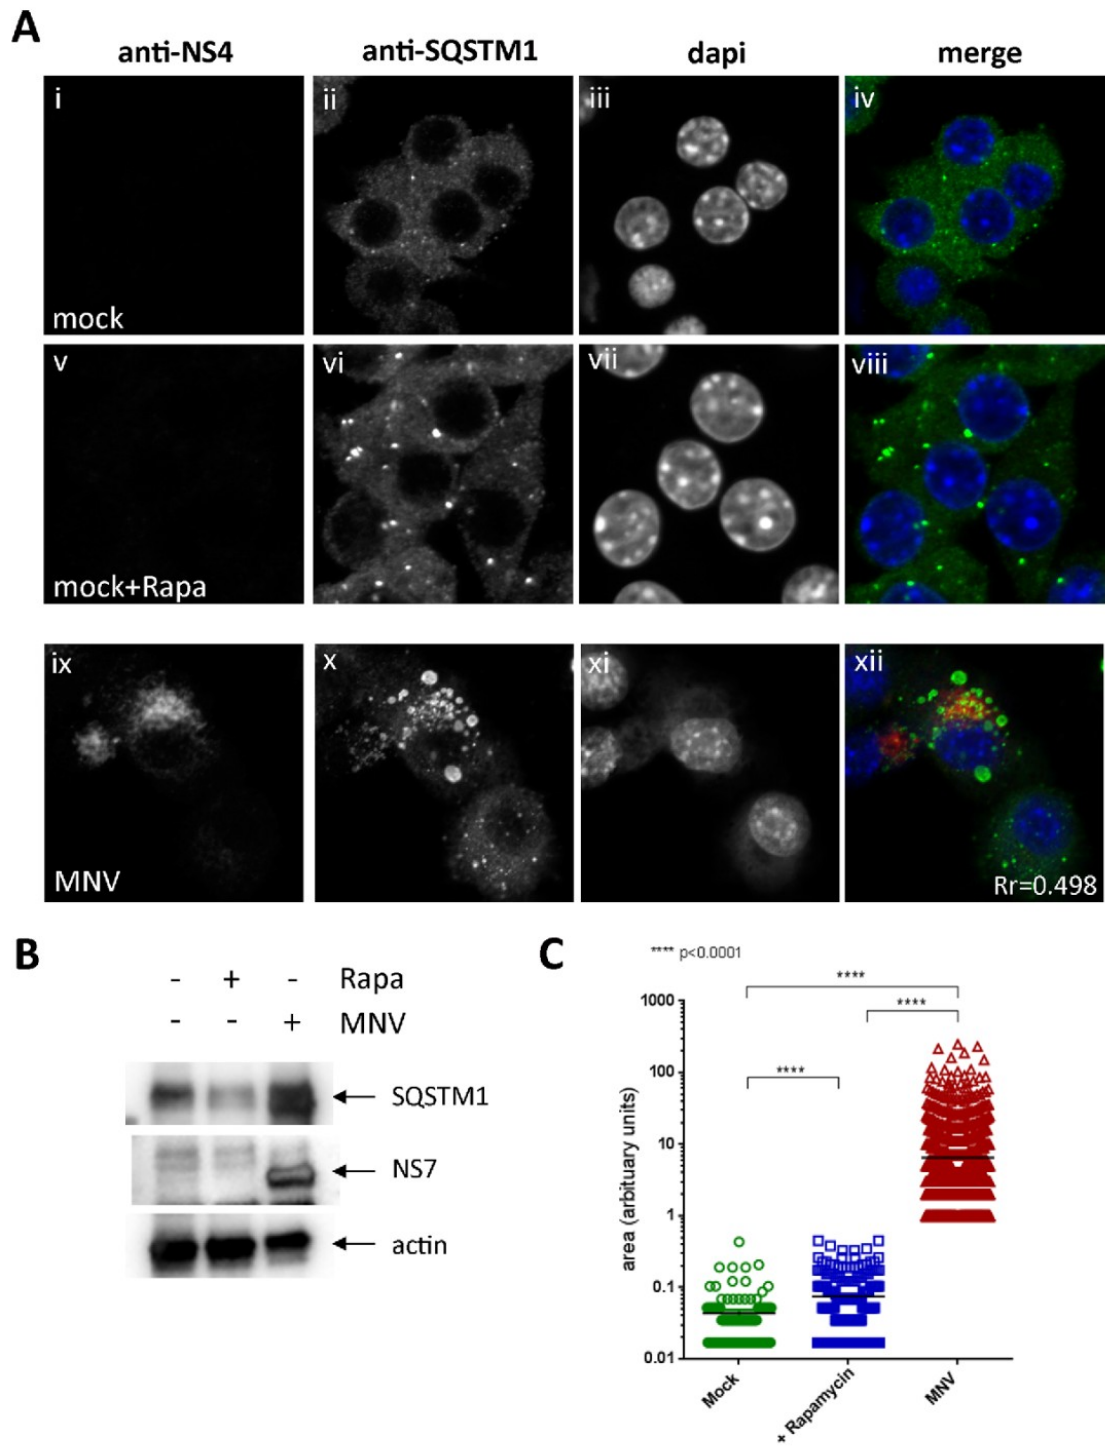 A
anti-NS4 anti-SQSTM1 dapi merge
i ii iii iv
mock
v vi vii viii
mock+Rapa
ix x xi xii
MNV Rr=0.498
B
- + - Rapa
- - + MNV
SQSTM1
NS7
actin
C
**** p<0.0001
****
****
****
1000
100
10
1
0.1
0.01
area (arbituary units)
Mock
+ Rapamycin
MNV